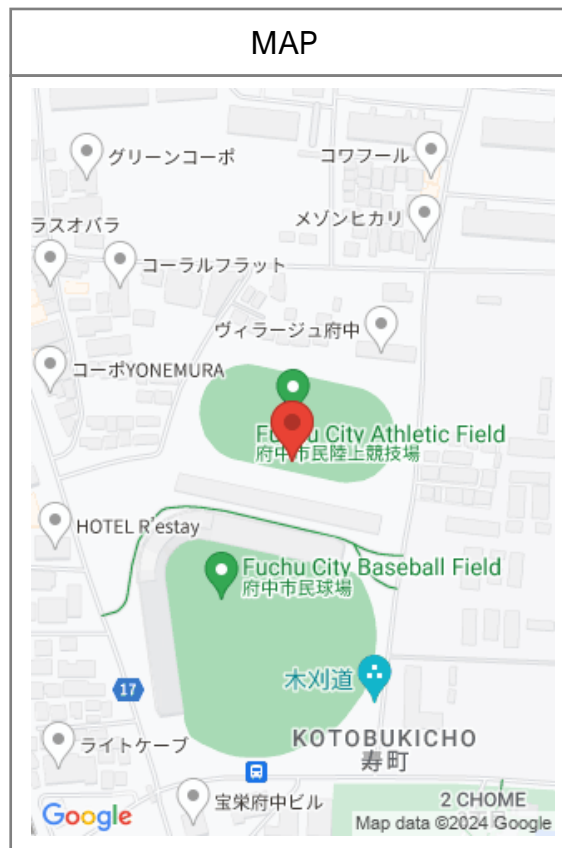 MAP
グリーンコーポ
コワフール
メゾンヒカリ
ラスオバラ
コーラルフラット
ヴィラージュ府中
コーポYONEMURA
Fuchu City Athletic Field
府中市民陸上競技場
HOTEL R'estay
Fuchu City Baseball Field
府中市民球場
木刈道
17
KOTOBUKICHO
寿町
ライトケーブ
宝栄府中ビル
2 CHOME
Google
Map data ©2024 Google